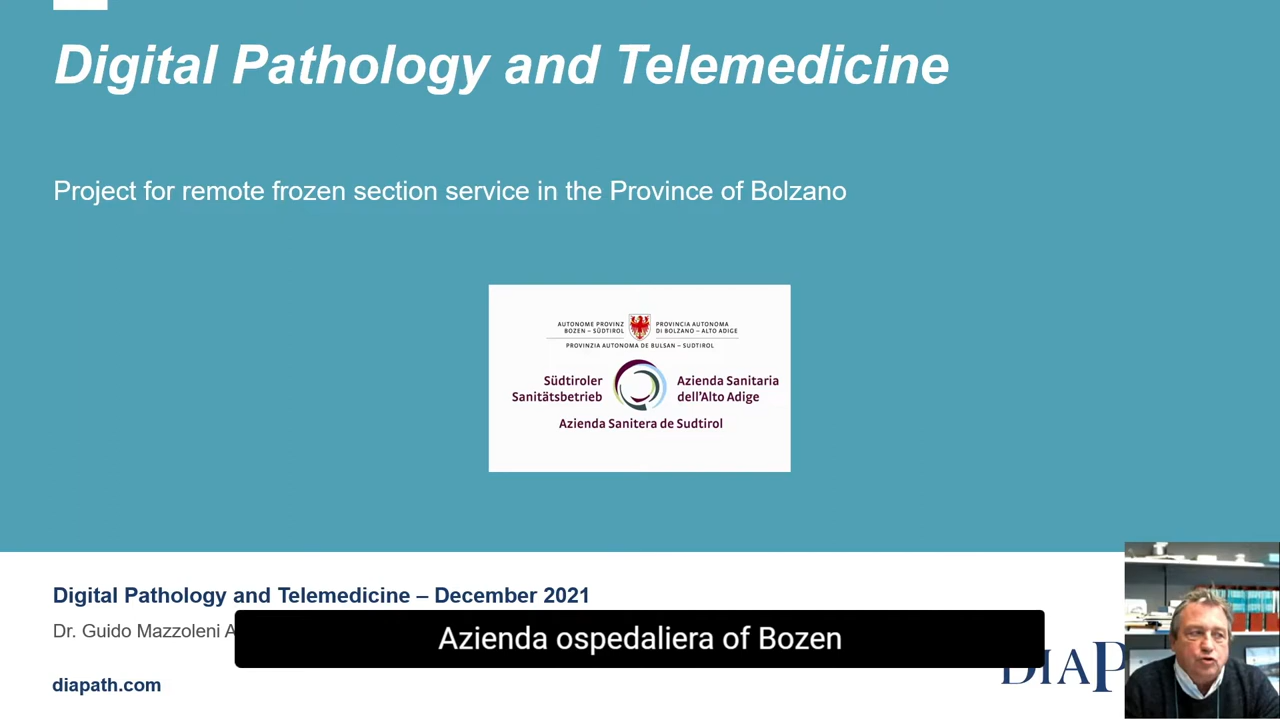 Digital Pathology and Telemedicine
Project for remote frozen section service in the Province of Bolzano
AUTONOME PROVINZ
BOZEN – SÜDTIROL
PROVINCIA AUTONOMA
DI BOLZANO – ALTO ADIGE
PROVINZIA AUTONOMA DE BULSAN – SUDTIROL
Südtiroler
Sanitätsbetrieb
Azienda Sanitaria
dell'Alto Adige
Azienda Sanitera de Sudtirol
Digital Pathology and Telemedicine – December 2021
Dr. Guido Mazzoleni A
Azienda ospedaliera of Bozen
DIAP
diapath.com